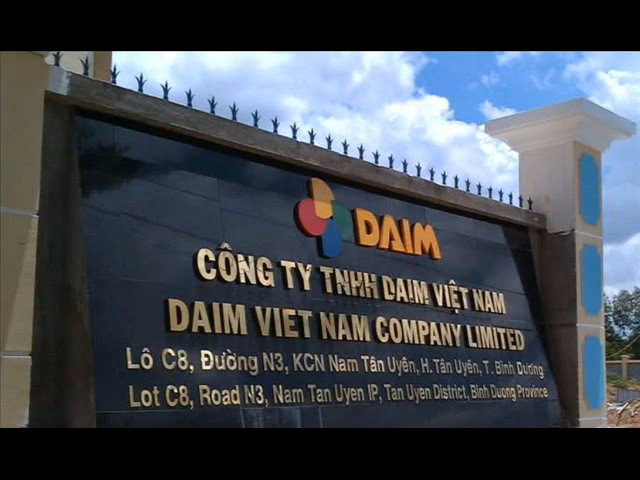 DAIM
CÔNG TY TNHH DAIM VIỆT NAM
DAIM VIET NAM COMPANY LIMITED
Lô C8, Đường N3, KCN Nam Tân Uyên, H. Tân Uyên, T. Bình Dương
Lot C8, Road N3, Nam Tan Uyen IP, Tan Uyen District, Binh Duong Province